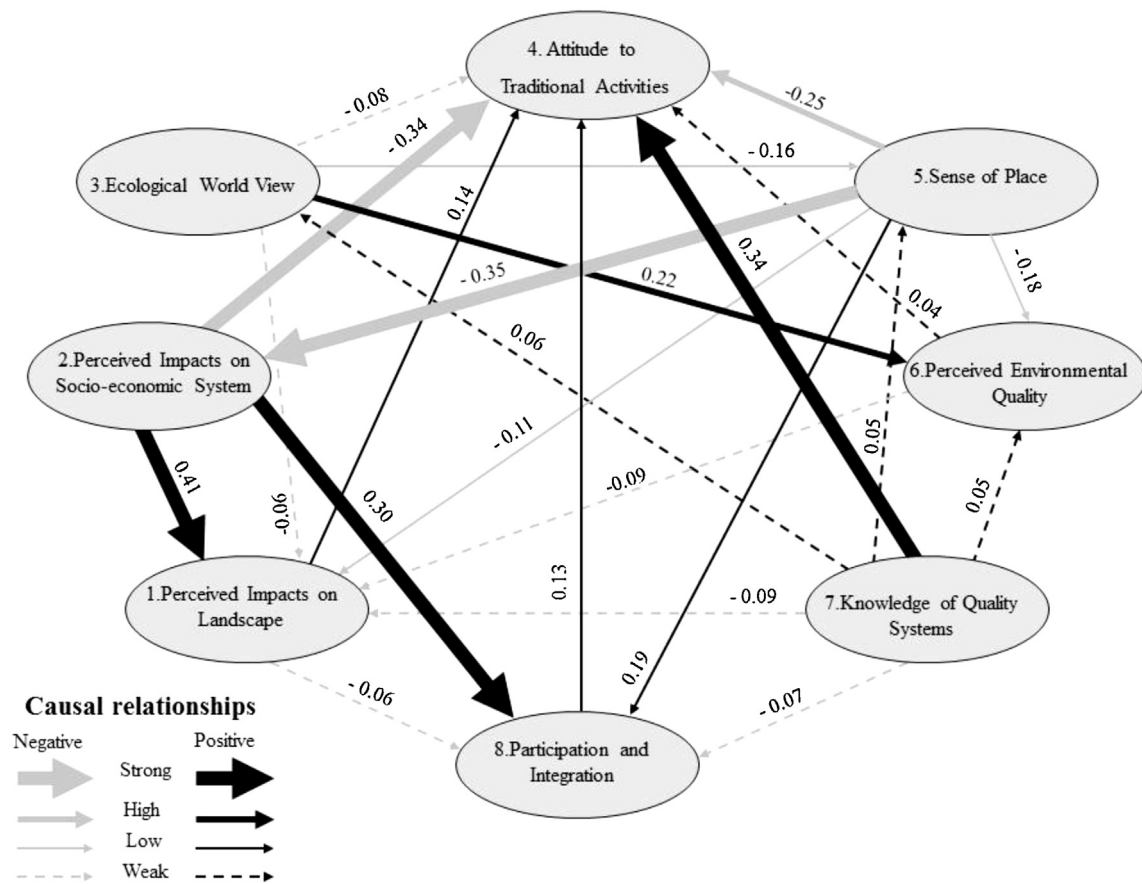 4. Attitude to
Traditional Activities
- 0.08
-0.25
- 0.34
- 0.16
3.Ecological World View
5.Sense of Place
0.14
0.34
- 0.35
0.22
- 0.18
0.04
0.06
2.Perceived Impacts on
Socio-economic System
6.Perceived Environmental
Quality
- 0.11
0.05
0.41
-0.09
0.30
-0.06
0.05
0.13
1.Perceived Impacts on
Landscape
- 0.09
7.Knowledge of Quality
Systems
0.19
- 0.06
- 0.07
Causal relationships
Negative
Positive
Strong
High
Low
Weak
8.Participation and
Integration